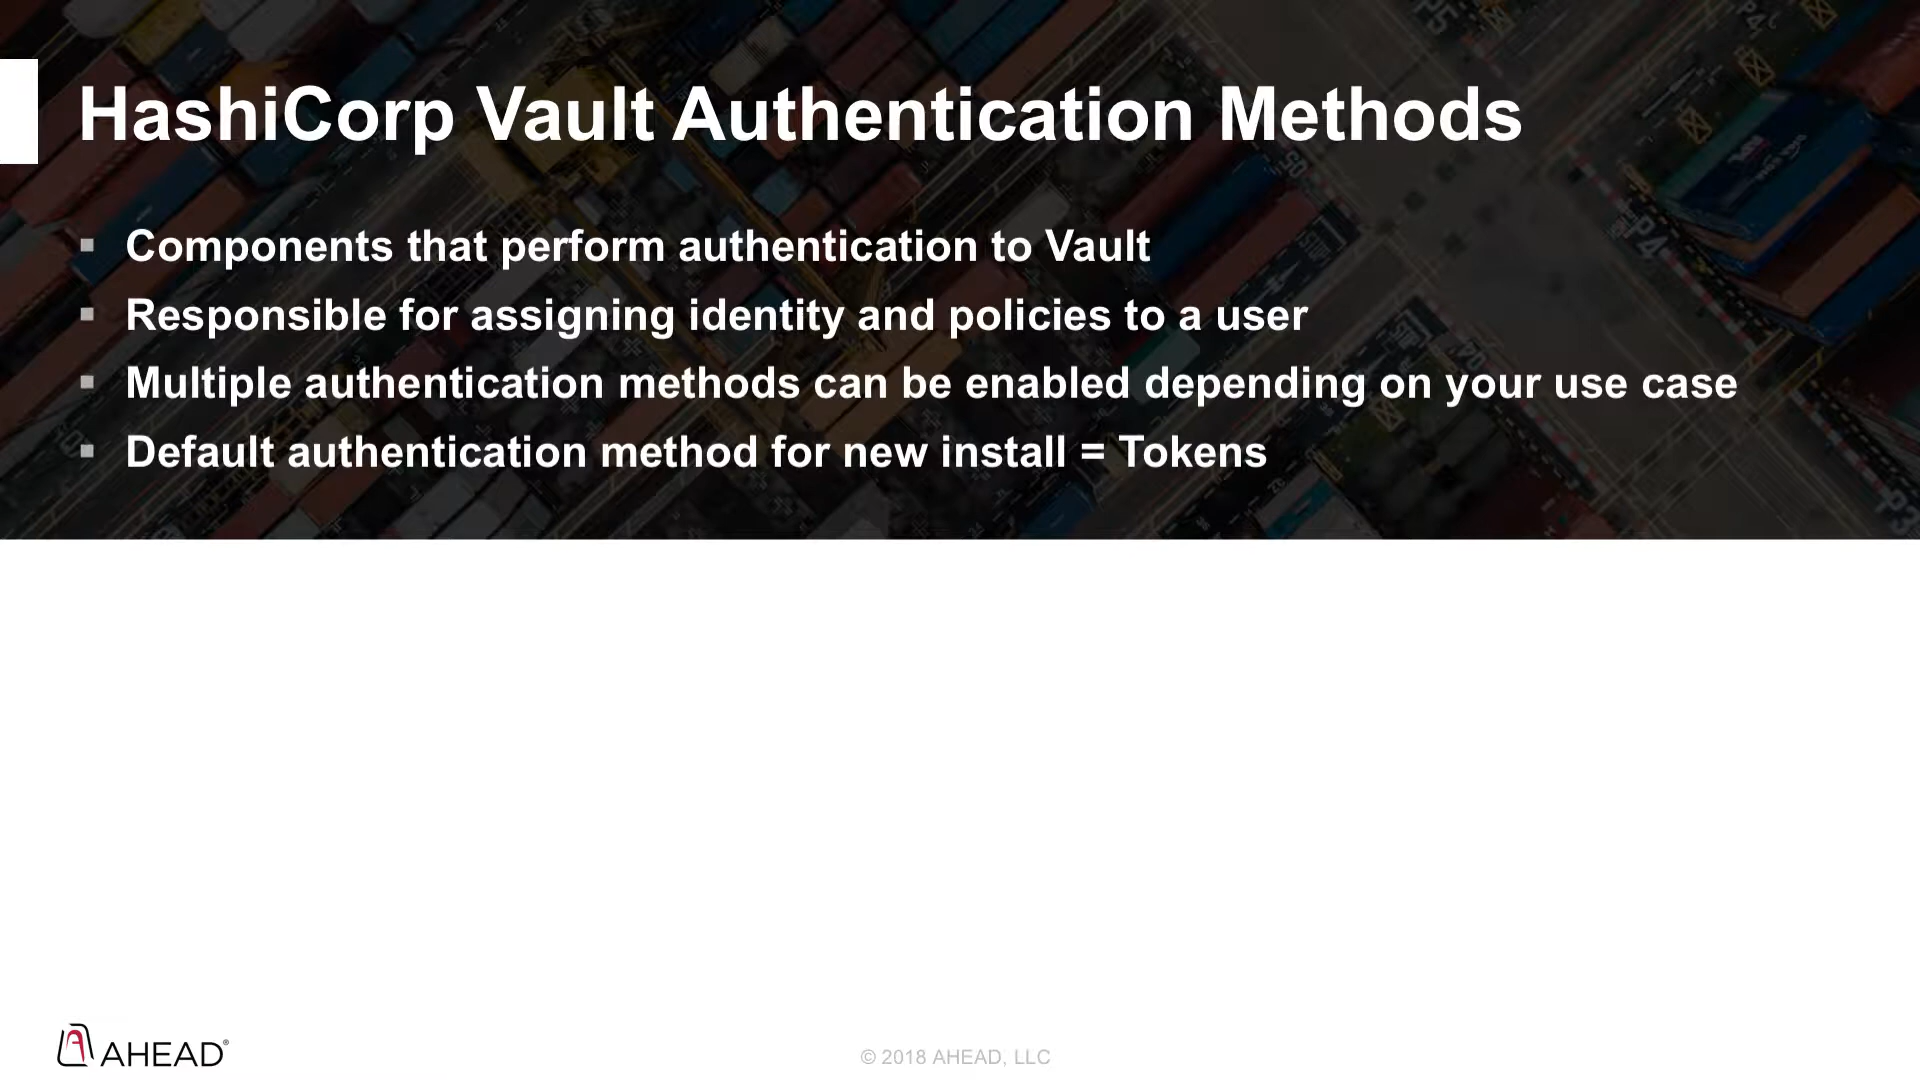 HashiCorp Vault Authentication Methods
▪ Components that perform authentication to Vault
▪ Responsible for assigning identity and policies to a user
▪ Multiple authentication methods can be enabled depending on your use case
▪ Default authentication method for new install = Tokens
AHEAD®
© 2018 AHEAD, LLC